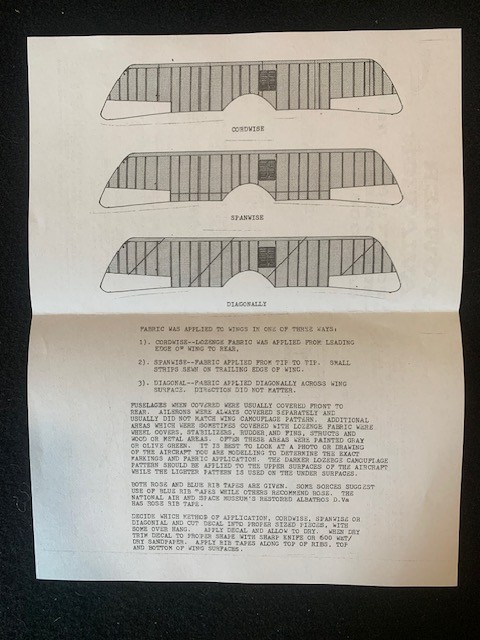 CORDWISE
SPANWISE
DIAGONALLY
FABRIC WAS APPLIED TO WINGS IN ONE OF THREE WAYS:
1). CORDWISE--LOZENGE FABRIC WAS APPLIED FROM LEADING
EDGE OF WING TO REAR.
2). SPANWISE--FABRIC APPLIED FROM TIP TO TIP. SMALL
STRIPS SEWN ON TRAILING EDGE OF WING.
3). DIAGONAL--FABRIC APPLIED DIAGONALLY ACROSS WING
SURFACE. DIRECTION DID NOT MATTER.
FUSELAGES WHEN COVERED WERE USUALLY COVERED FRONT TO
REAR. AILERONS WERE ALWAYS COVERED SEPARATELY AND
USUALLY DID NOT MATCH WING CAMOUFLAGE PATTERN. ADDITIONAL
AREAS WHICH WERE SOMETIMES COVERED WITH LOZENGE FABRIC WERE
WHEEL COVERS, STABILIZERS, RUDDER, AND FINS, STRUCTS AND
WOOD OR METAL AREAS. OFTEN THESE AREAS WERE PAINTED GRAY
OR OLIVE GREEN. IT IS BEST TO LOOK AT A PHOTO OR DRAWING
OF THE AIRCRAFT YOU ARE MODELLING TO DETERMINE THE EXACT
MARKINGS AND FABRIC APPLICATION. THE DARKER LOZENGE CAMOUFLAGE
PATTERN SHOULD BE APPLIED TO THE UPPER SURFACES OF THE AIRCRAFT
WHILE THE LIGHTER PATTERN IS USED ON THE UNDER SURFACES.
BOTH ROSE AND BLUE RIB TAPES ARE GIVEN. SOME SORCES SUGGEST
USE OF BLUE RIB TAPES WHILE OTHERS RECOMMEND ROSE. THE
NATIONAL AIR AND SPACE MUSEUM'S RESTORED ALBATROS D.Va
HAS ROSE RIB TAPE.
DECIDE WHICH METHOD OF APPLICATION, CORDWISE, SPANWISE OR
DIAGONIAL AND CUT DECAL INTO PROPER SIZED PIECES, WITH
SOME OVER HANG. APPLY DECAL AND ALLOW TO DRY. WHEN DRY
TRIM DECAL TO PROPER SHAPE WITH SHARP KNIFE OR 600 WET/
DRY SANDPAPER. APPLY RIB TAPES ALONG TOP OF RIBS, TOP
AND BOTTOM OF WING SURFACES.